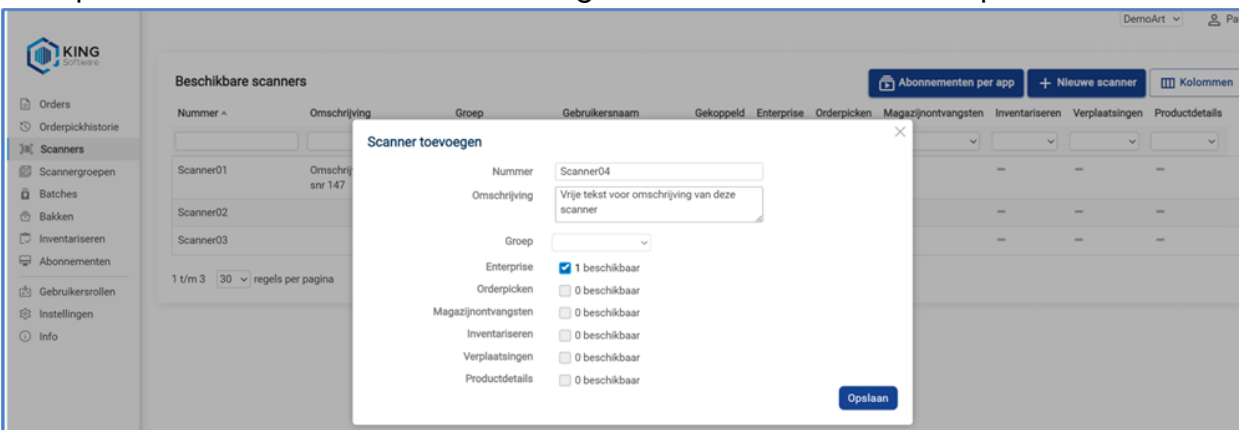 DemoArt
Pa
KING
Software
Beschikbare scanners
Abonnementen per app
+ Nieuwe scanner
Kolommen
Orders
Orderpickhistorie
Scanners
Scannergroepen
Batches
Bakken
Inventariseren
Abonnementen
Gebruikersrollen
Instellingen
Info
Nummer Omschrijving Groep Gebruikersnaam Gekoppeld Enterprise Orderpicken Magazijnontvangsten Inventariseren Verplaatsingen Productdetails
Scanner01 Omschrij – – –
snr 147
Scanner02 – – –
Scanner03 – – –
1 t/m 3 30 regels per pagina
Scanner toevoegen
Nummer Scanner04
Omschrijving Vrije tekst voor omschrijving van deze
scanner
Groep
Enterprise 1 beschikbaar
Orderpicken 0 beschikbaar
Magazijnontvangsten 0 beschikbaar
Inventariseren 0 beschikbaar
Verplaatsingen 0 beschikbaar
Productdetails 0 beschikbaar
Opslaan